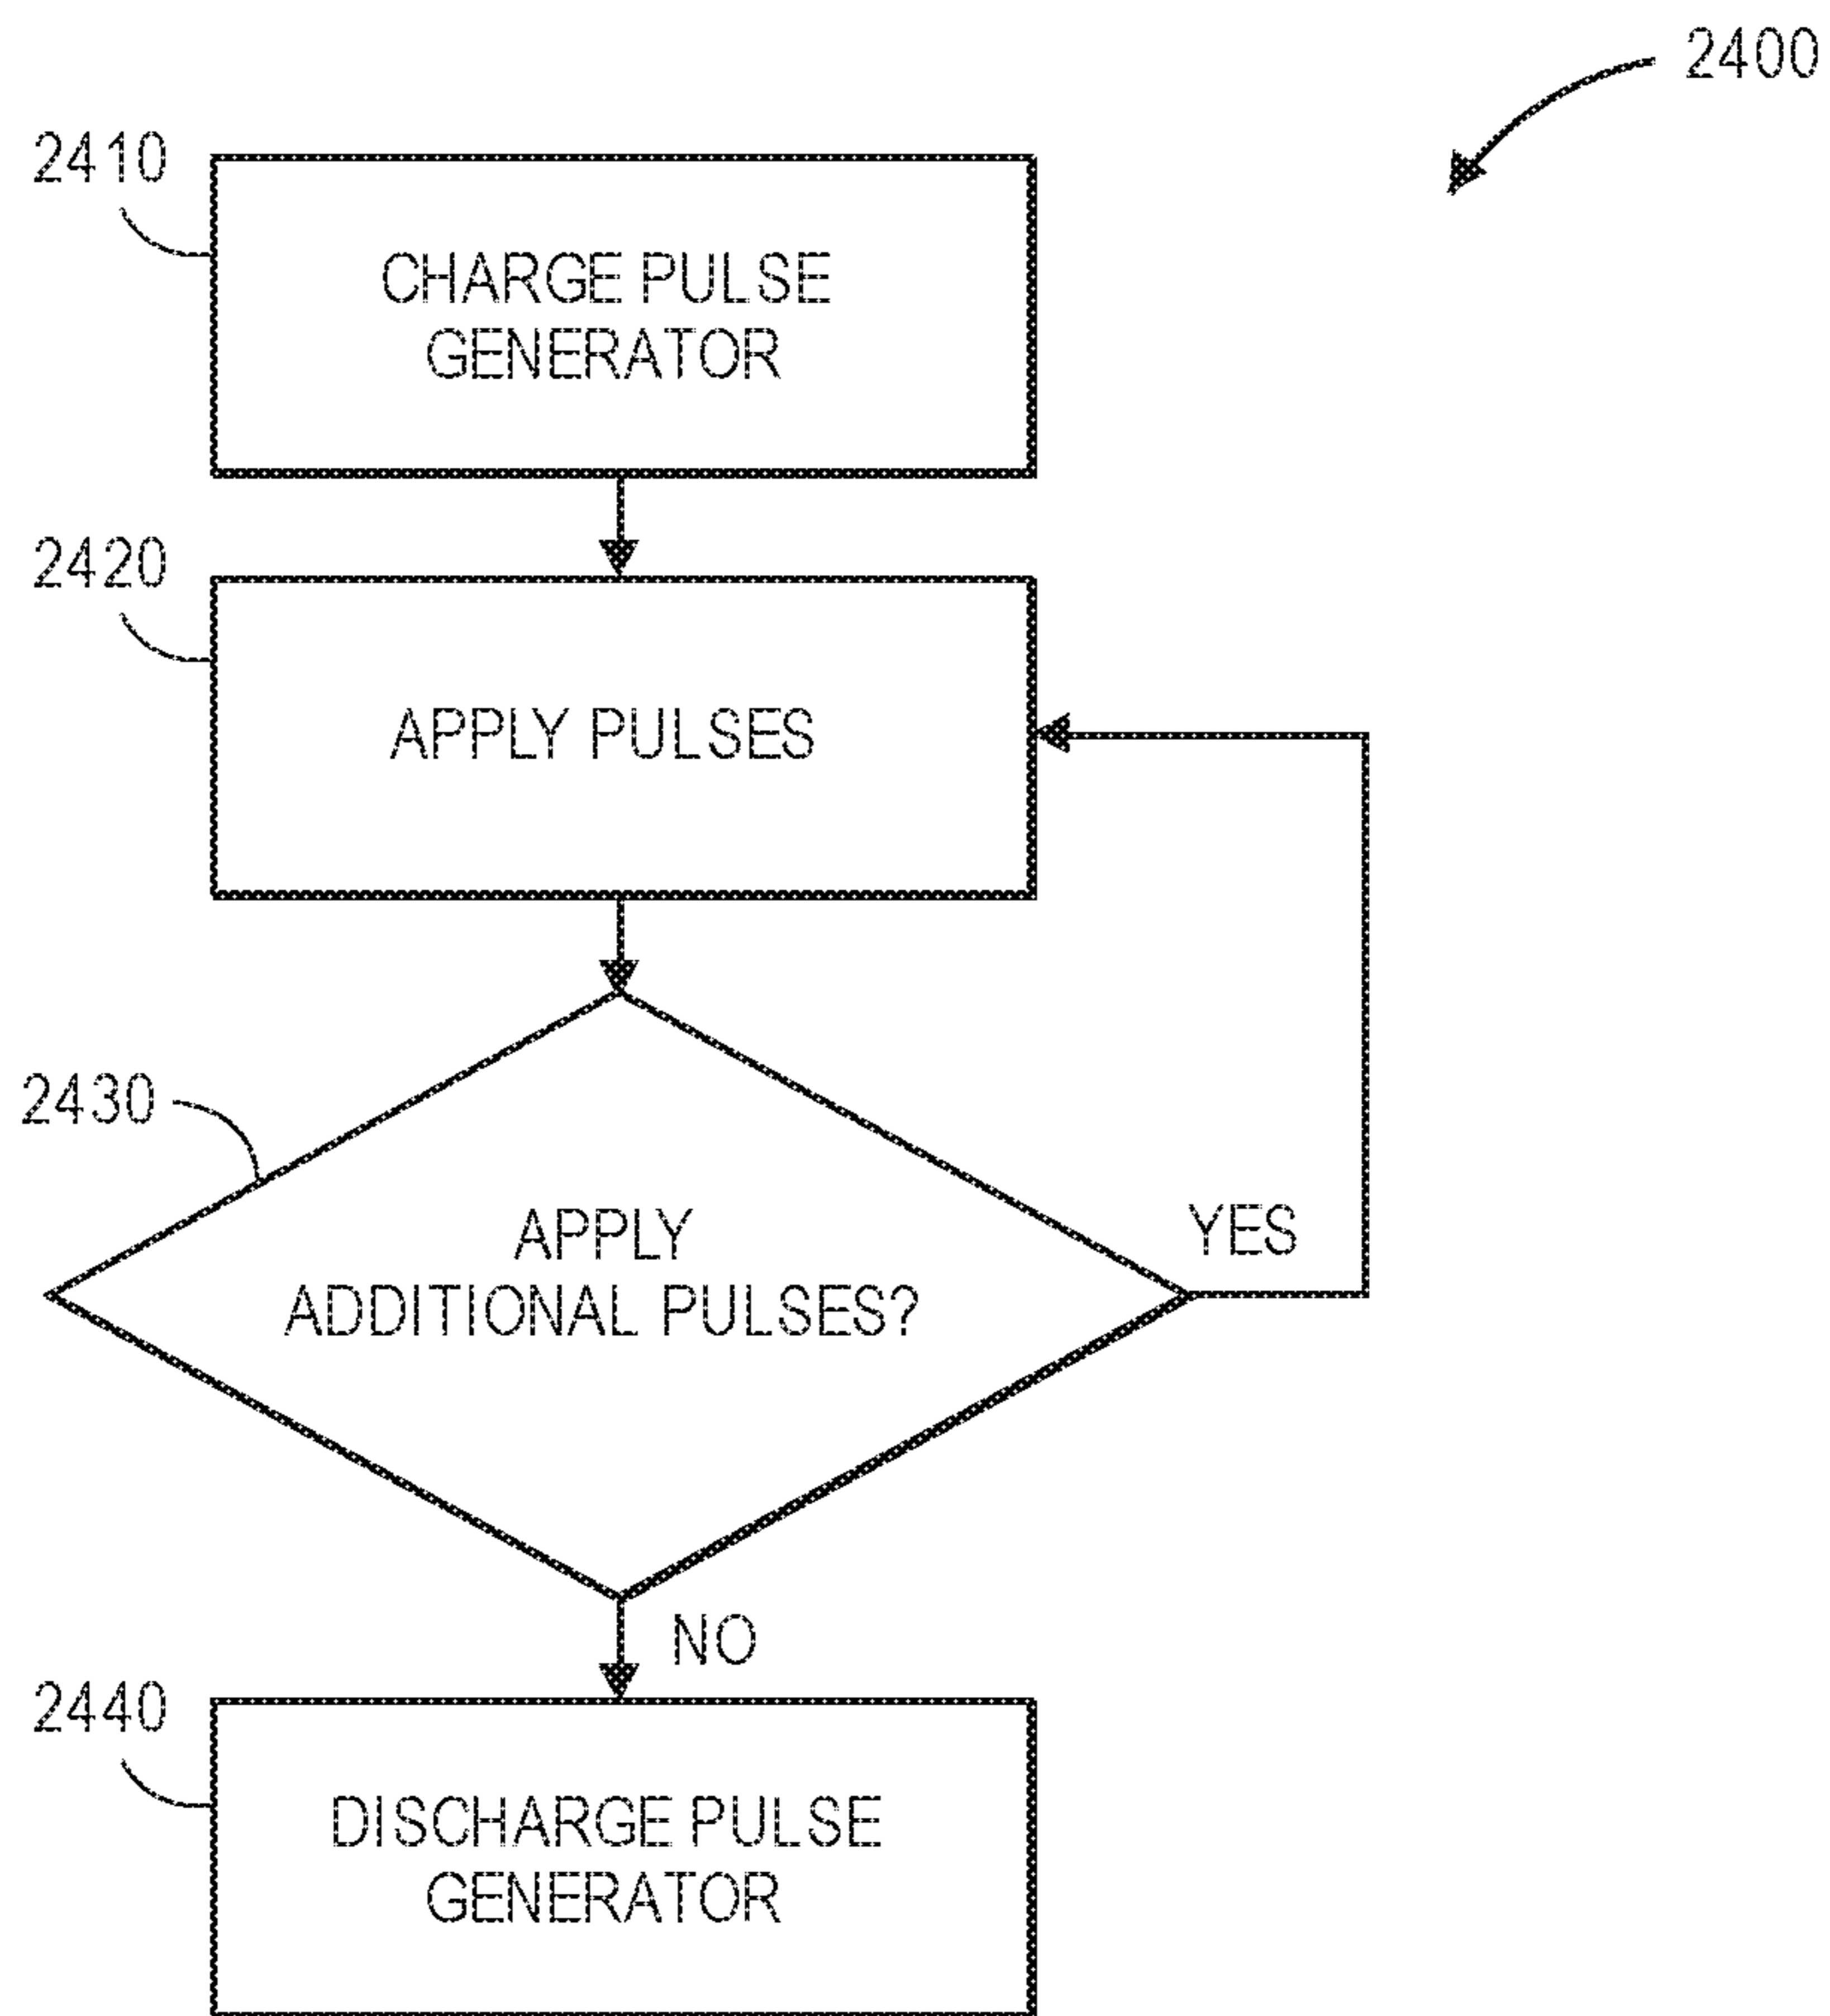 2400
2410
CHARGE PULSE
GENERATOR
2420
APPLY PULSES
2430
APPLY
ADDITIONAL PULSES?
YES
NO
2440
DISCHARGE PULSE
GENERATOR